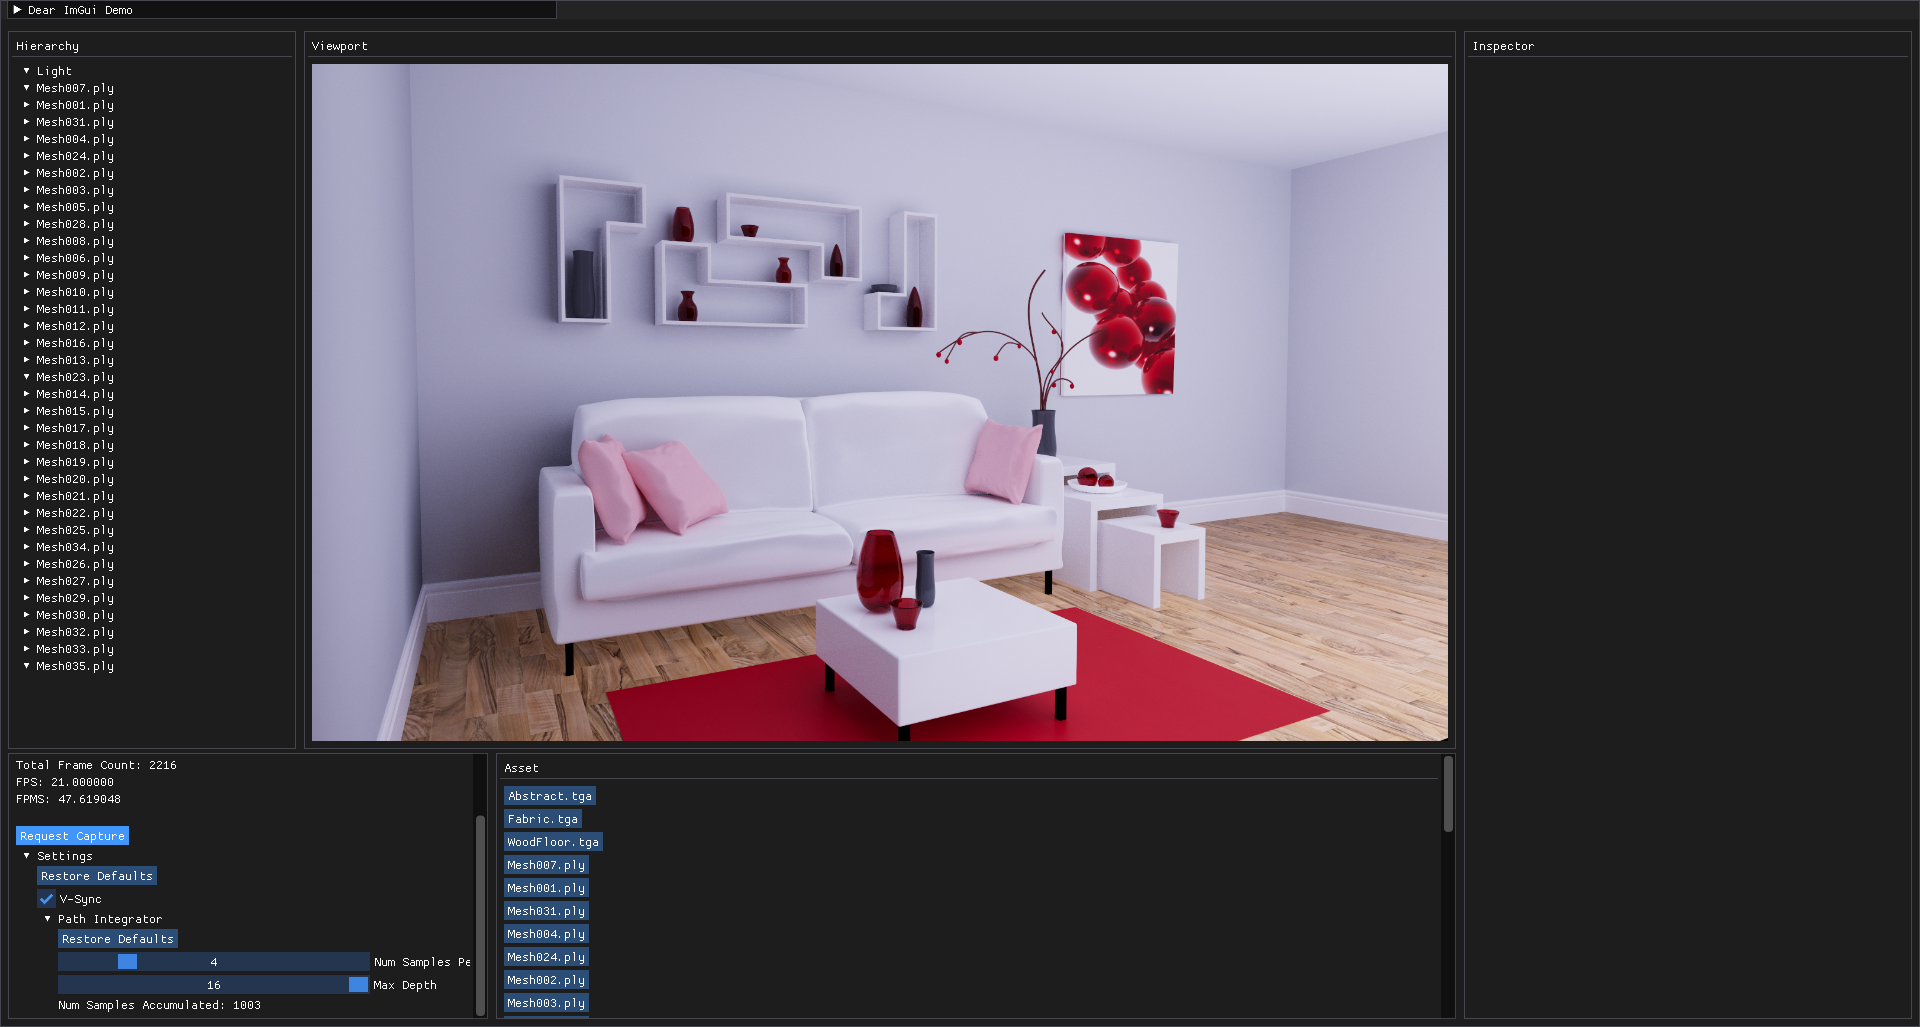 Dear ImGui Demo
Hierarchy
Light
Mesh007.ply
Mesh001.ply
Mesh031.ply
Mesh004.ply
Mesh024.ply
Mesh002.ply
Mesh003.ply
Mesh005.ply
Mesh028.ply
Mesh008.ply
Mesh006.ply
Mesh009.ply
Mesh010.ply
Mesh011.ply
Mesh012.ply
Mesh016.ply
Mesh013.ply
Mesh023.ply
Mesh014.ply
Mesh015.ply
Mesh017.ply
Mesh018.ply
Mesh019.ply
Mesh020.ply
Mesh021.ply
Mesh022.ply
Mesh025.ply
Mesh034.ply
Mesh026.ply
Mesh027.ply
Mesh029.ply
Mesh030.ply
Mesh032.ply
Mesh033.ply
Mesh035.ply
Viewport
Inspector
Total Frame Count: 2216
FPS: 21.000000
FPMS: 47.619048
Request Capture
Settings
Restore Defaults
V-Sync
Path Integrator
Restore Defaults
4 Num Samples Pe
16 Max Depth
Num Samples Accumulated: 1003
Asset
Abstract.tga
Fabric.tga
WoodFloor.tga
Mesh007.ply
Mesh001.ply
Mesh031.ply
Mesh004.ply
Mesh024.ply
Mesh002.ply
Mesh003.ply